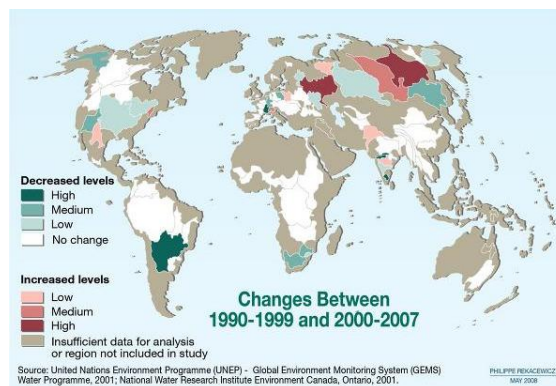 Decreased levels
High
Medium
Low
No change
Increased levels
Low
Medium
High
Insufficient data for analysis
or region not included in study
Changes Between
1990-1999 and 2000-2007
Source: United Nations Environment Programme (UNEP) - Global Environment Monitoring System (GEMS)
Water Programme, 2001; National Water Research Institute Environment Canada, Ontario, 2001.
PHILIPPE REKACEWICZ
MAY 2008